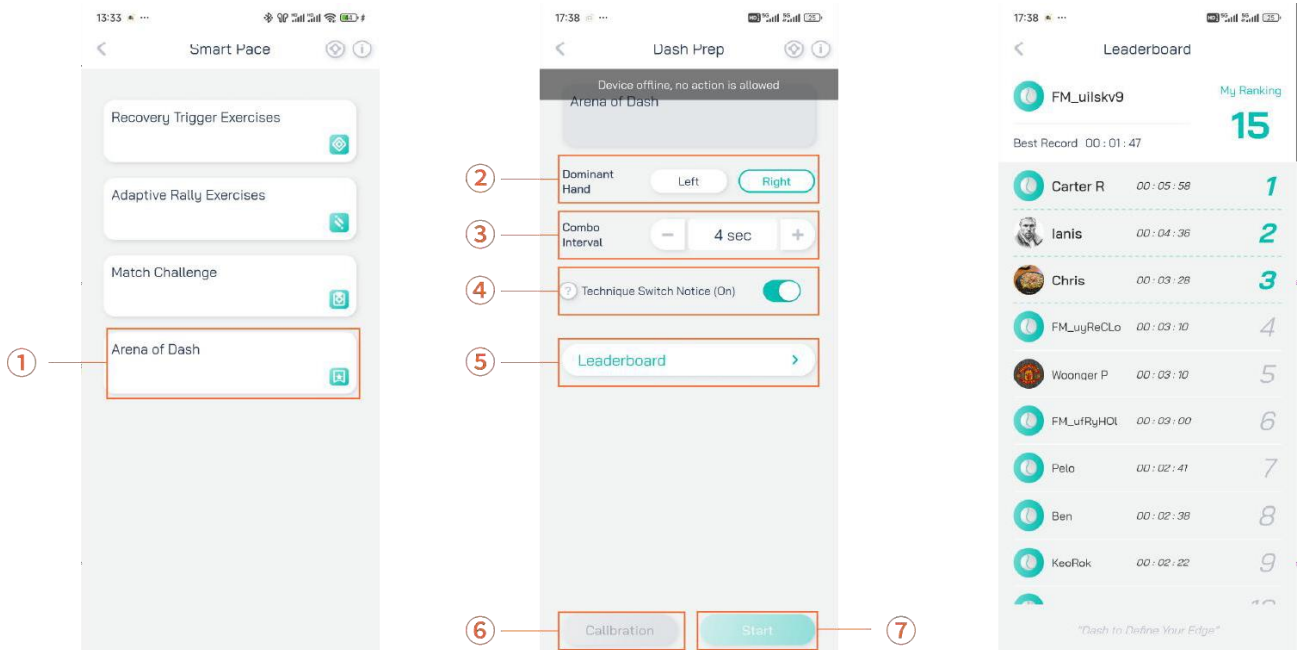 13:33 ···
Smart Pace
Recovery Trigger Exercises
Adaptive Rally Exercises
Match Challenge
Arena of Dash
①
17:38 ···
25
Dash Prep
Device offline, no action is allowed
Arena of Dash
② Dominant Hand Left Right
③ Combo Interval − 4 sec +
④ ? Technique Switch Notice (On)
⑤ Leaderboard >
⑥ Calibration
Start ⑦
17:38 ···
25
Leaderboard
FM_uilskv9
My Ranking
15
Best Record 00:01:47
Carter R 00:05:58 1
Ianis 00:04:36 2
Chris 00:03:28 3
FM_uyReCLo 00:03:10 4
Woonger P 00:03:10 5
FM_ufRyHOl 00:03:00 6
Pelo 00:02:41 7
Ben 00:02:38 8
KeoRok 00:02:22 9
"Dash to Define Your Edge"